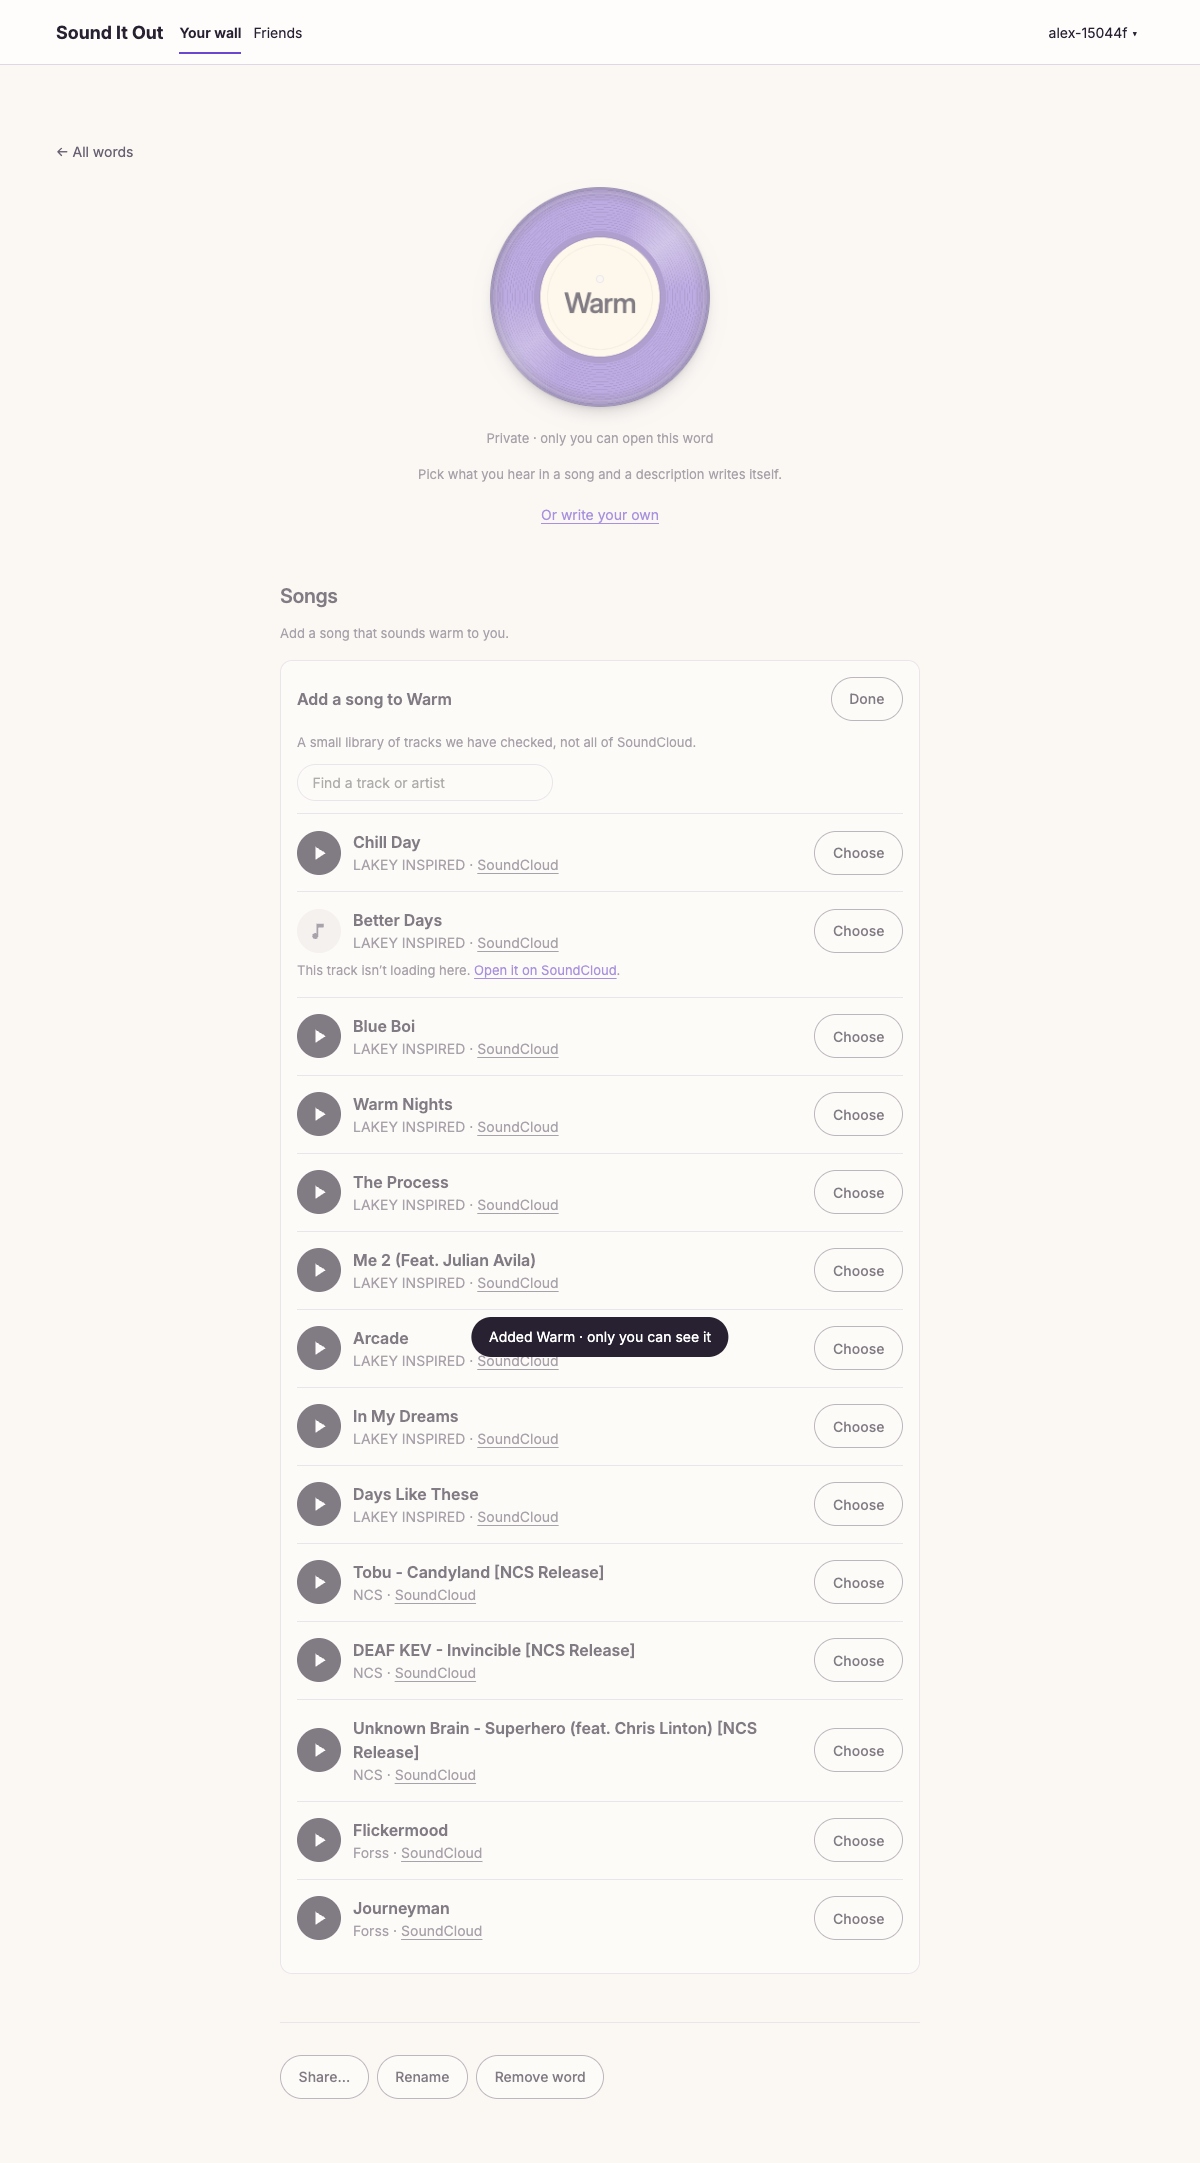 Sound It Out
Your wall
Friends
alex-15044f ▾
← All words
Warm
Private · only you can open this word
Pick what you hear in a song and a description writes itself.
Or write your own
Songs
Add a song that sounds warm to you.
Add a song to Warm
Done
A small library of tracks we have checked, not all of SoundCloud.
Find a track or artist
Chill Day
LAKEY INSPIRED · SoundCloud
Choose
Better Days
LAKEY INSPIRED · SoundCloud
Choose
This track isn't loading here. Open it on SoundCloud.
Blue Boi
LAKEY INSPIRED · SoundCloud
Choose
Warm Nights
LAKEY INSPIRED · SoundCloud
Choose
The Process
LAKEY INSPIRED · SoundCloud
Choose
Me 2 (Feat. Julian Avila)
LAKEY INSPIRED · SoundCloud
Choose
Added Warm · only you can see it
Arcade
LAKEY INSPIRED · SoundCloud
Choose
In My Dreams
LAKEY INSPIRED · SoundCloud
Choose
Days Like These
LAKEY INSPIRED · SoundCloud
Choose
Tobu - Candyland [NCS Release]
NCS · SoundCloud
Choose
DEAF KEV - Invincible [NCS Release]
NCS · SoundCloud
Choose
Unknown Brain - Superhero (feat. Chris Linton) [NCS
Release]
NCS · SoundCloud
Choose
Flickermood
Forss · SoundCloud
Choose
Journeyman
Forss · SoundCloud
Choose
Share...
Rename
Remove word